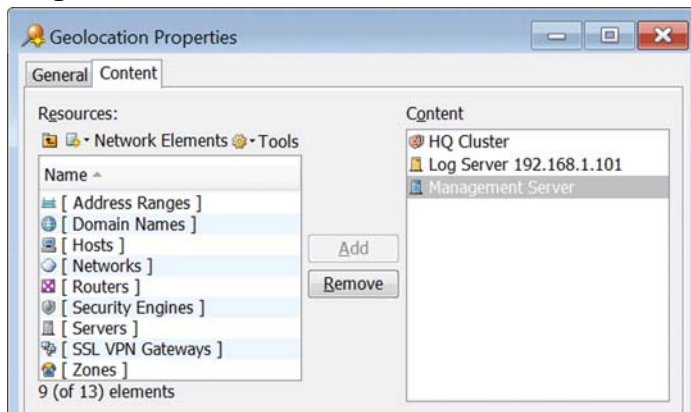 Geolocation Properties
General Content
Resources:
Network Elements Tools
Name
[ Address Ranges ]
[ Domain Names ]
[ Hosts ]
[ Networks ]
[ Routers ]
[ Security Engines ]
[ Servers ]
[ SSL VPN Gateways ]
[ Zones ]
9 (of 13) elements
Add
Remove
Content
HQ Cluster
Log Server 192.168.1.101
Management Server